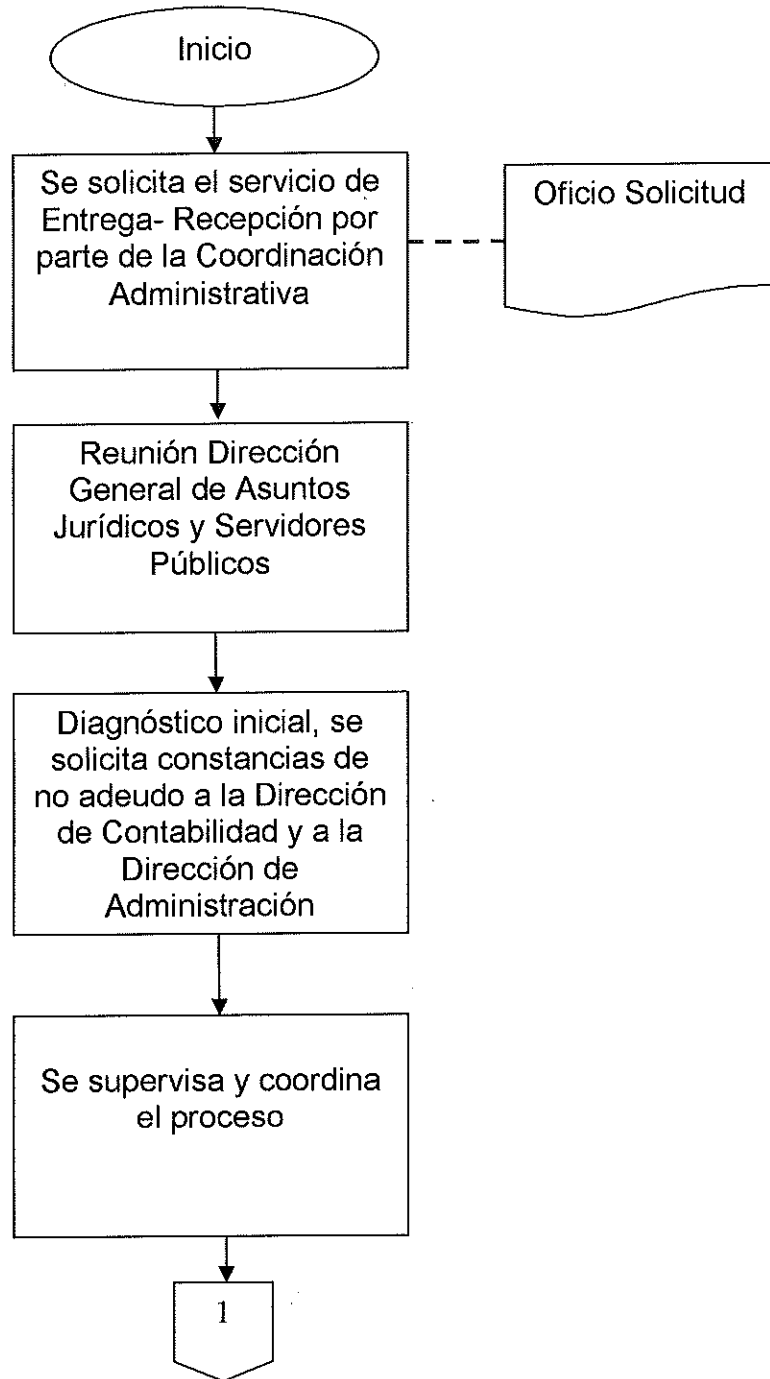 Inicio
Se solicita el servicio de
Entrega- Recepción por
parte de la Coordinación
Administrativa
Oficio Solicitud
Reunión Dirección
General de Asuntos
Jurídicos y Servidores
Públicos
Diagnóstico inicial, se
solicita constancias de
no adeudo a la Dirección
de Contabilidad y a la
Dirección de
Administración
Se supervisa y coordina
el proceso
1